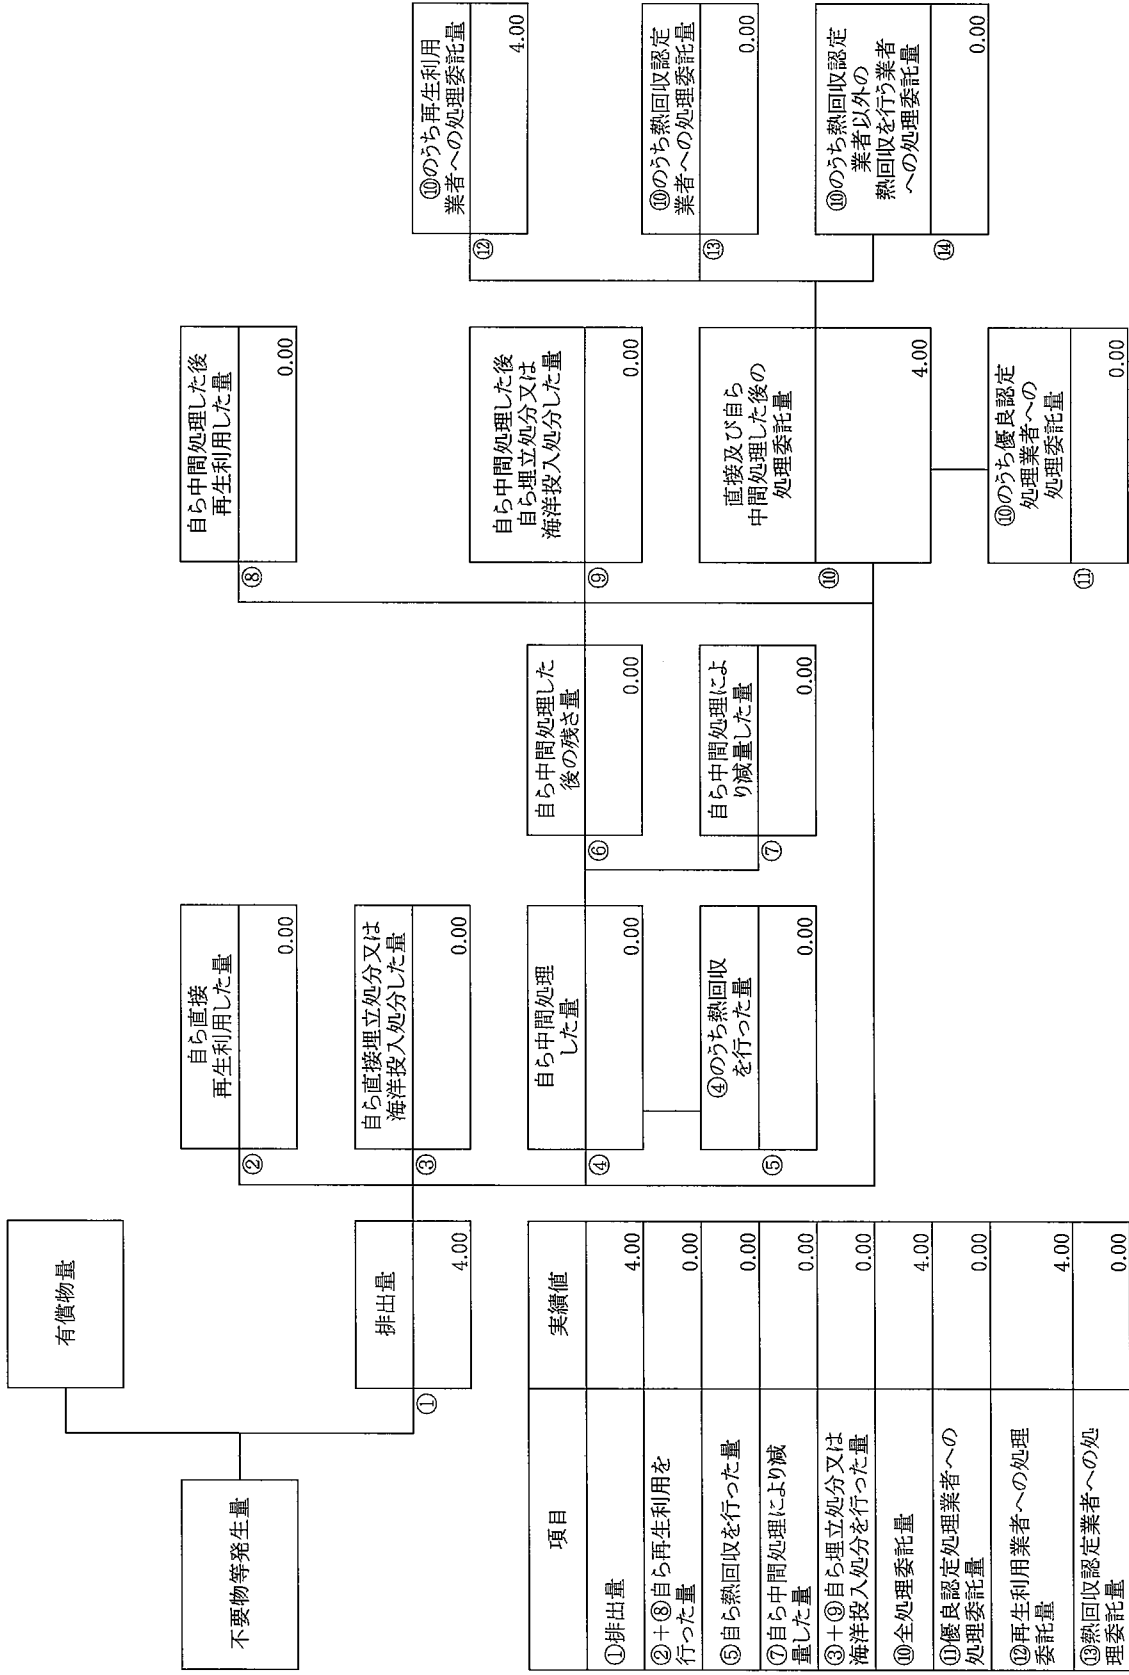 不要物等発生量
有償物量
①
排出量
4.00
②
自ら直接
再生利用した量
0.00
③
自ら直接埋立処分又は
海洋投入処分した量
0.00
④
自ら中間処理
した量
0.00
⑤
④のうち熱回収
を行った量
0.00
⑥
自ら中間処理した
後の残さ量
0.00
⑦
自ら中間処理によ
り減量した量
0.00
⑧
自ら中間処理した後
再生利用した量
0.00
⑨
自ら中間処理した後
自ら埋立処分又は
海洋投入処分した量
0.00
⑩
直接及び自ら
中間処理した後の
処理委託量
4.00
⑪
⑩のうち優良認定
処理業者への
処理委託量
0.00
⑫
⑩のうち再生利用
業者への処理委託量
4.00
⑬
⑩のうち熱回収認定
業者への処理委託量
0.00
⑭
⑩のうち熱回収認定
業者以外の
熱回収を行う業者
への処理委託量
0.00
項目 実績値
①排出量 4.00
②+⑧自ら再生利用を
行った量 0.00
⑤自ら熱回収を行った量 0.00
⑦自ら中間処理により減
量した量 0.00
③+⑨自ら埋立処分又は
海洋投入処分を行った量 0.00
⑩全処理委託量 4.00
⑪優良認定処理業者への
処理委託量 0.00
⑫再生利用業者への処理
委託量 4.00
⑬熱回収認定業者への処
理委託量 0.00